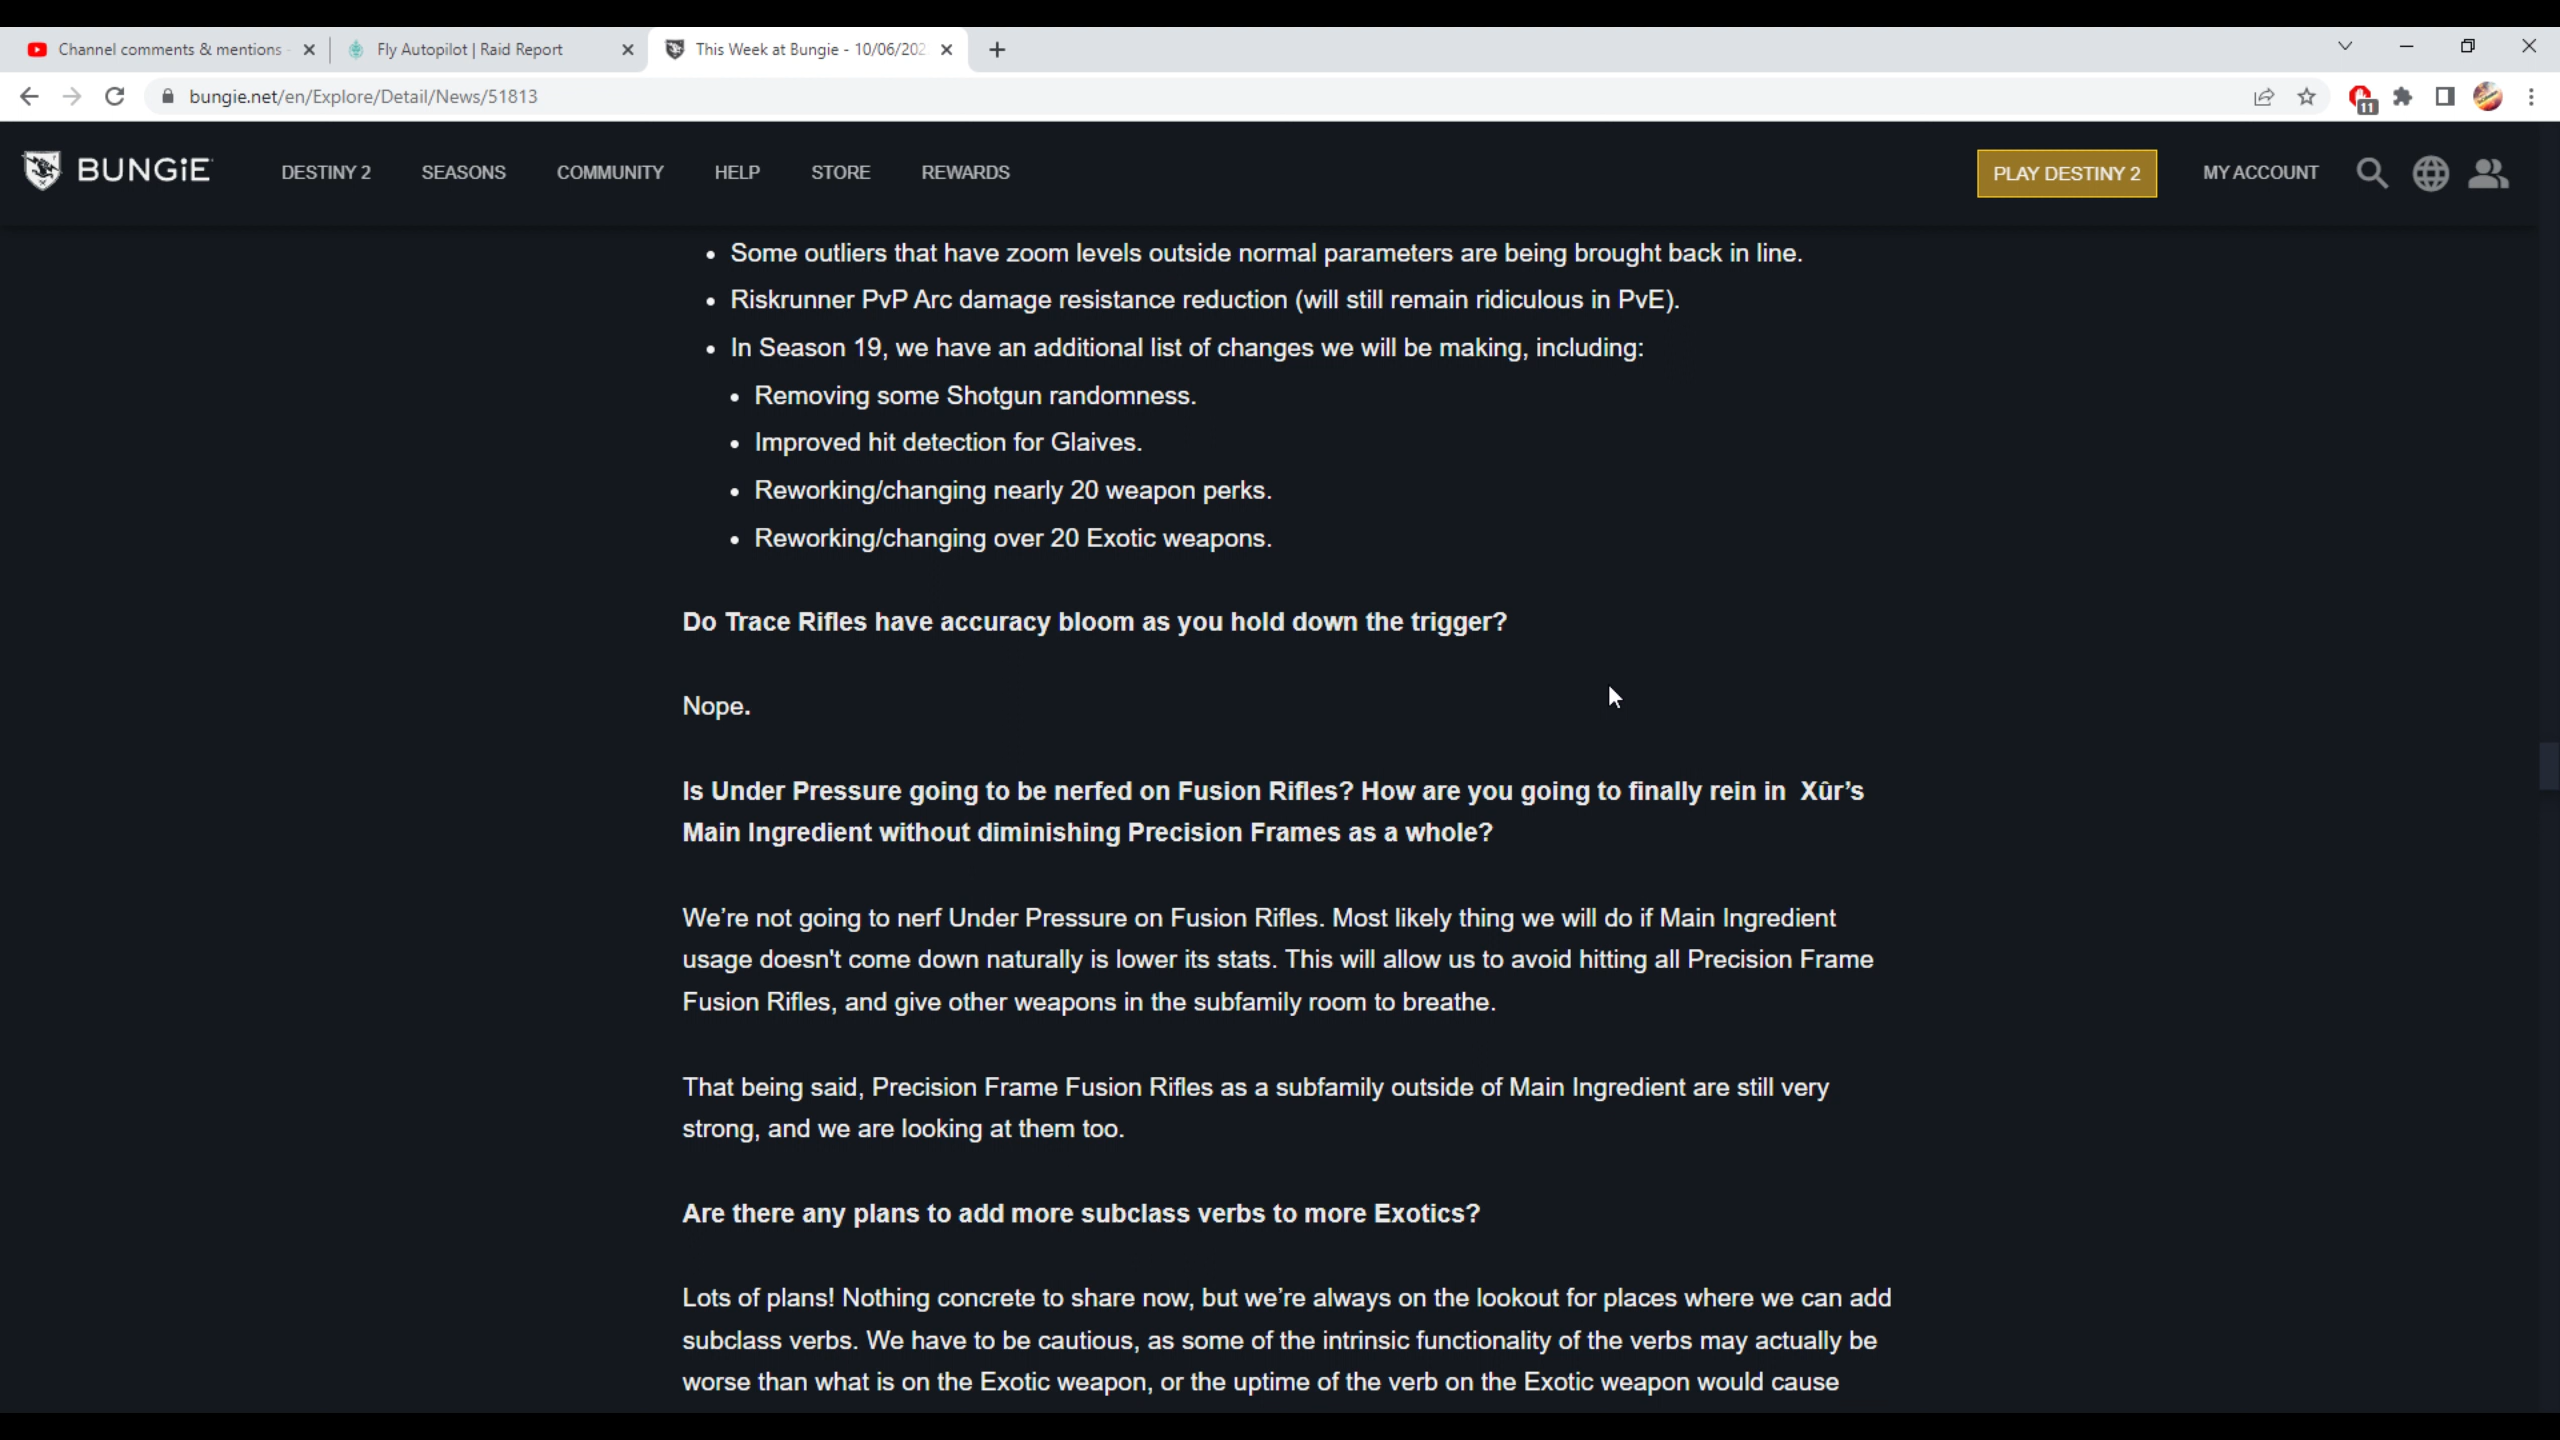 Channel comments & mentions
Fly Autopilot | Raid Report
This Week at Bungie - 10/06/202
bungie.net/en/Explore/Detail/News/51813
11
BUNGiE
DESTINY 2
SEASONS
COMMUNITY
HELP
STORE
REWARDS
PLAY DESTINY 2
MY ACCOUNT
• Some outliers that have zoom levels outside normal parameters are being brought back in line.
• Riskrunner PvP Arc damage resistance reduction (will still remain ridiculous in PvE).
• In Season 19, we have an additional list of changes we will be making, including:
• Removing some Shotgun randomness.
• Improved hit detection for Glaives.
• Reworking/changing nearly 20 weapon perks.
• Reworking/changing over 20 Exotic weapons.
Do Trace Rifles have accuracy bloom as you hold down the trigger?
Nope.
Is Under Pressure going to be nerfed on Fusion Rifles? How are you going to finally rein in Xûr’s
Main Ingredient without diminishing Precision Frames as a whole?
We’re not going to nerf Under Pressure on Fusion Rifles. Most likely thing we will do if Main Ingredient
usage doesn't come down naturally is lower its stats. This will allow us to avoid hitting all Precision Frame
Fusion Rifles, and give other weapons in the subfamily room to breathe.
That being said, Precision Frame Fusion Rifles as a subfamily outside of Main Ingredient are still very
strong, and we are looking at them too.
Are there any plans to add more subclass verbs to more Exotics?
Lots of plans! Nothing concrete to share now, but we’re always on the lookout for places where we can add
subclass verbs. We have to be cautious, as some of the intrinsic functionality of the verbs may actually be
worse than what is on the Exotic weapon, or the uptime of the verb on the Exotic weapon would cause